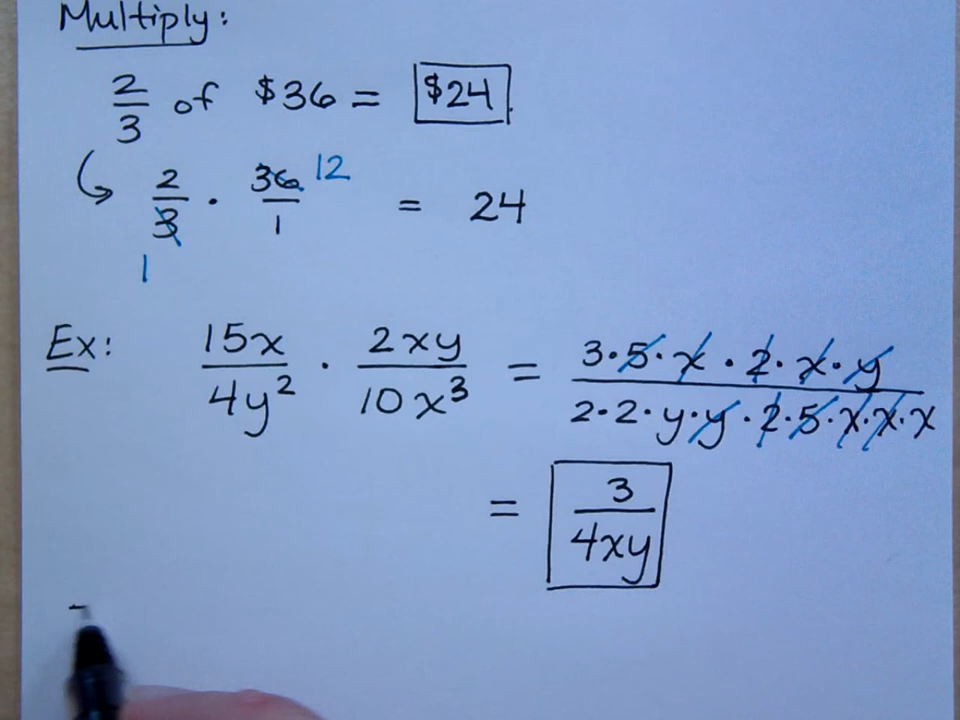 Multiply:
2/3 of $36 = $24.
2/3 · 36/1 = 24
12
1
Ex: 15x/4y² · 2xy/10x³ = 3·5·x·2·x·y/2·2·y·y·2·5·x·x·x
= 3/4xy